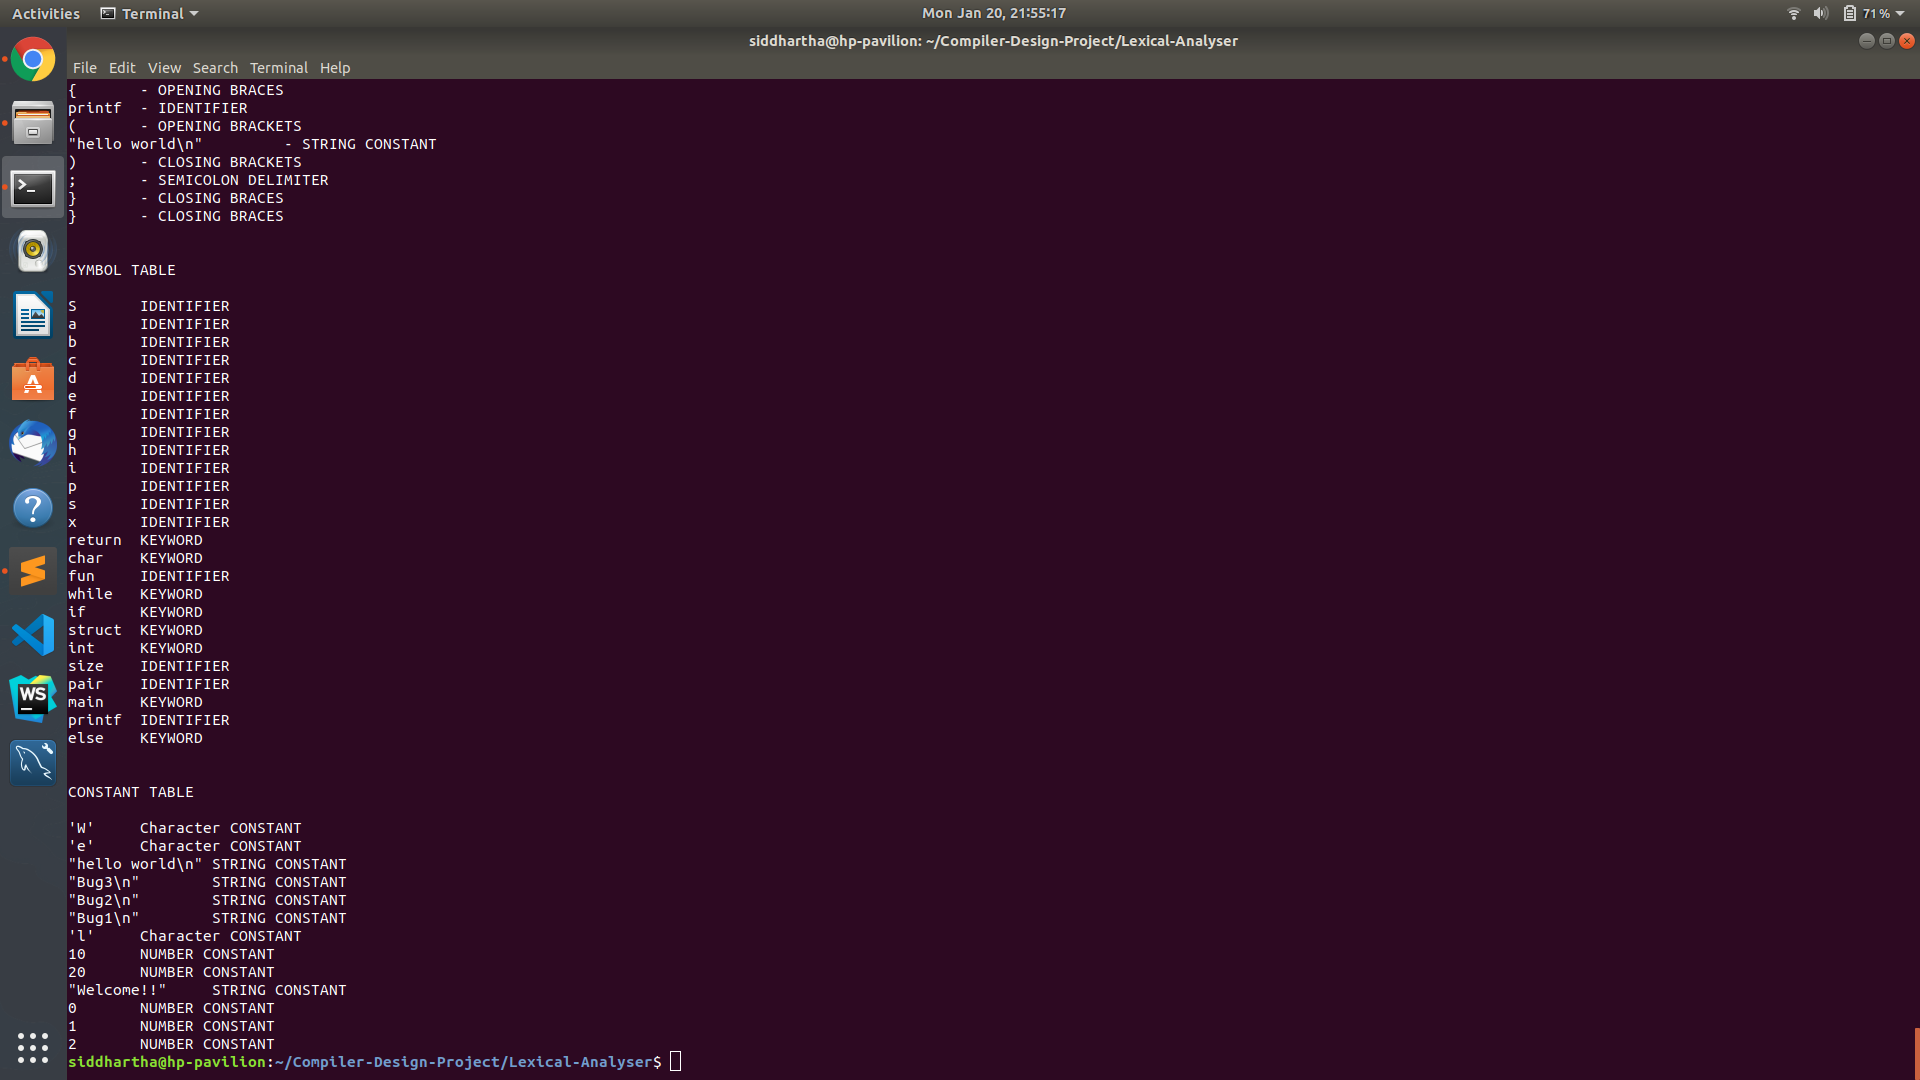 Activities Terminal Mon Jan 20, 21:55:17 71%
siddhartha@hp-pavilion: ~/Compiler-Design-Project/Lexical-Analyser
File Edit View Search Terminal Help
{ - OPENING BRACES
printf - IDENTIFIER
( - OPENING BRACKETS
"hello world\n" - STRING CONSTANT
) - CLOSING BRACKETS
; - SEMICOLON DELIMITER
} - CLOSING BRACES
} - CLOSING BRACES
SYMBOL TABLE
S IDENTIFIER
a IDENTIFIER
b IDENTIFIER
c IDENTIFIER
d IDENTIFIER
e IDENTIFIER
f IDENTIFIER
g IDENTIFIER
h IDENTIFIER
i IDENTIFIER
p IDENTIFIER
s IDENTIFIER
x IDENTIFIER
return KEYWORD
char KEYWORD
fun IDENTIFIER
while KEYWORD
if KEYWORD
struct KEYWORD
int KEYWORD
size IDENTIFIER
pair IDENTIFIER
WS
main KEYWORD
printf IDENTIFIER
else KEYWORD
CONSTANT TABLE
'W' Character CONSTANT
'e' Character CONSTANT
"hello world\n" STRING CONSTANT
"Bug3\n" STRING CONSTANT
"Bug2\n" STRING CONSTANT
"Bug1\n" STRING CONSTANT
'l' Character CONSTANT
10 NUMBER CONSTANT
20 NUMBER CONSTANT
"Welcome!!" STRING CONSTANT
0 NUMBER CONSTANT
1 NUMBER CONSTANT
2 NUMBER CONSTANT
siddhartha@hp-pavilion:~/Compiler-Design-Project/Lexical-Analyser$